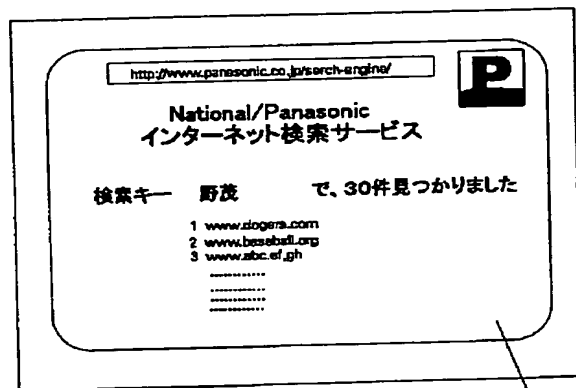 http://www.panasonic.co.jp/serch-engine/
P
National/Panasonic
インターネット検索サービス
検索キー 野茂 で、30件見つかりました
1 www.dogers.com
2 www.baseball.org
3 www.abc.ef.gh
............
............
............
............